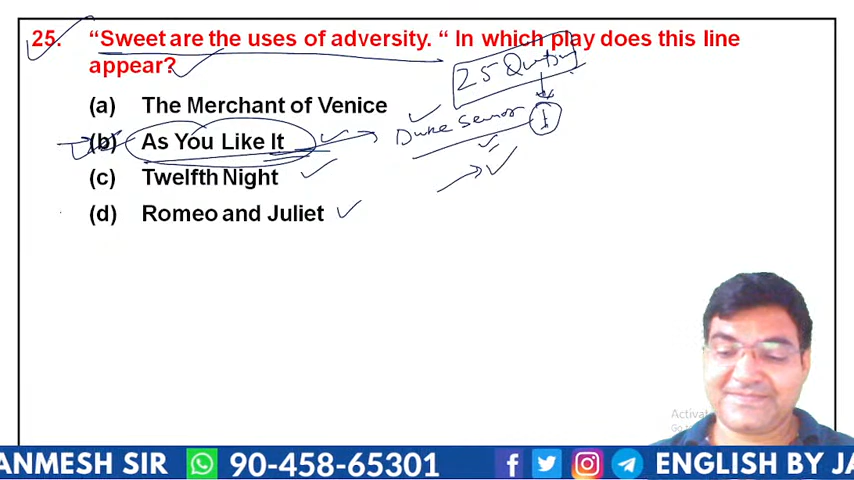 25. “Sweet are the uses of adversity. “ In which play does this line
appear?
25 Question
(a) The Merchant of Venice
Duke Senior
(b) As You Like It
(c) Twelfth Night
(d) Romeo and Juliet
Activat
ANMESH SIR 90-458-65301 ENGLISH BY JA